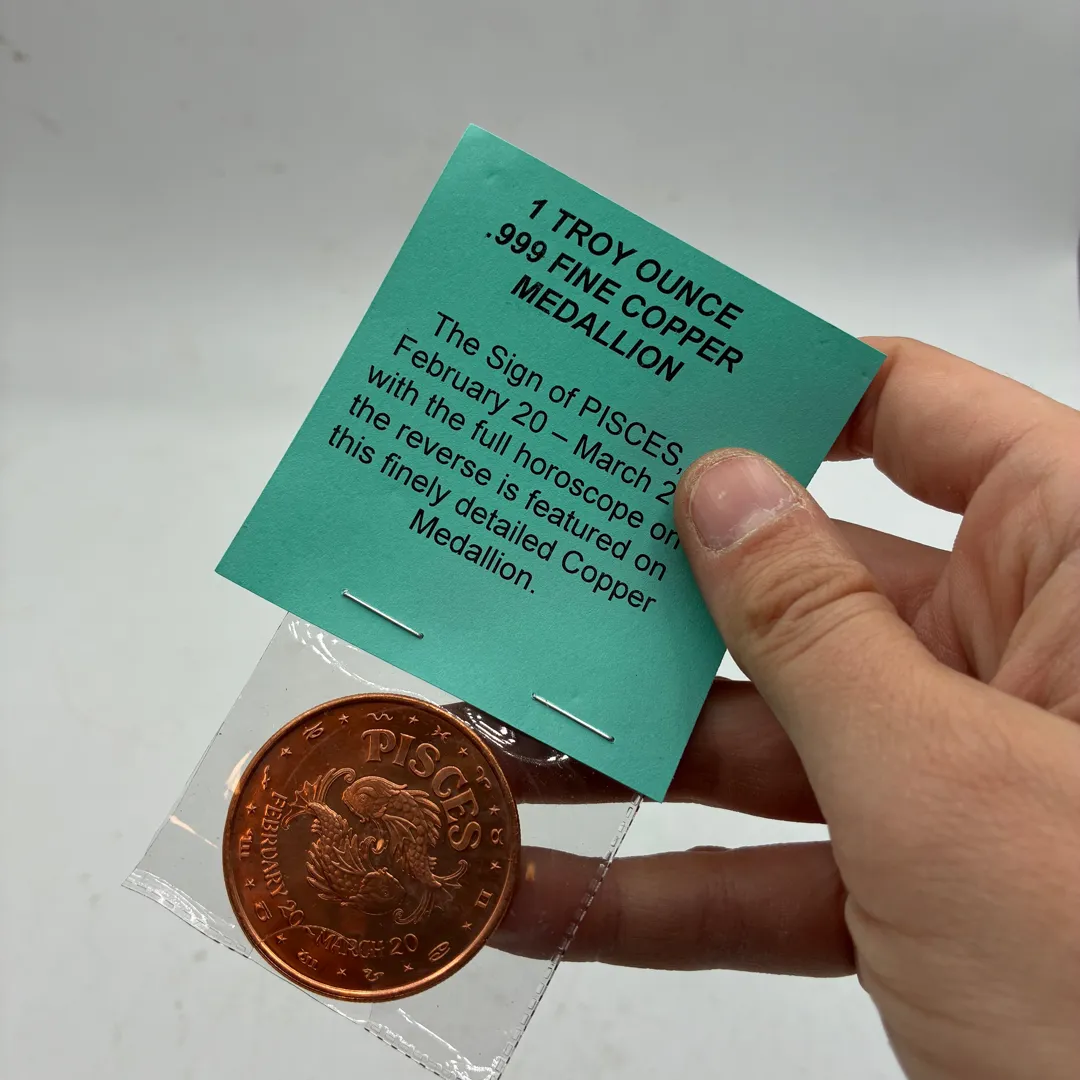 1 TROY OUNCE
.999 FINE COPPER
MEDALLION
The Sign of PISCES,
February 20 – March 2
with the full horoscope on
the reverse is featured on
this finely detailed Copper
Medallion.
PISCES
FEBRUARY 20 - MARCH 20